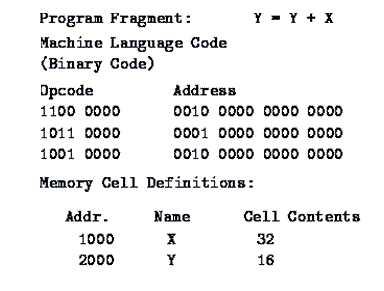 Program Fragment: Y = Y + X
Machine Language Code
(Binary Code)
Opcode Address
1100 0000 0010 0000 0000 0000
1011 0000 0001 0000 0000 0000
1001 0000 0010 0000 0000 0000
Memory Cell Definitions:
Addr. Name Cell Contents
1000 X 32
2000 Y 16